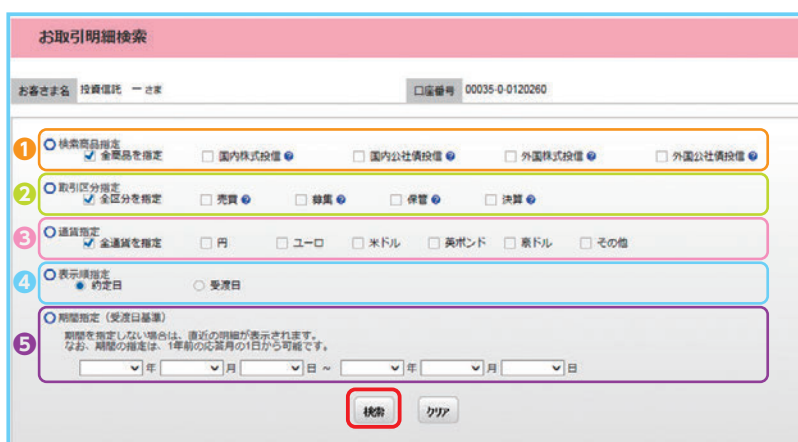 お取引明細検索
お客さま名 投資信託 一 さま 口座番号 00035-0-0120260
1 検索商品指定
全商品を指定 国内株式投信 ? 国内公社債投信 ? 外国株式投信 ? 外国公社債投信 ?
2 取引区分指定
全区分を指定 売買 ? 募集 ? 保管 ? 決算 ?
3 通貨指定
全通貨を指定 円 ユーロ 米ドル 英ポンド 豪ドル その他
4 表示順指定
約定日 受渡日
5 期間指定（受渡日基準）
期間を指定しない場合は、直近の明細が表示されます。
なお、期間の指定は、1年前の応当月の1日から可能です。
年 月 日 ~ 年 月 日
検索 クリア